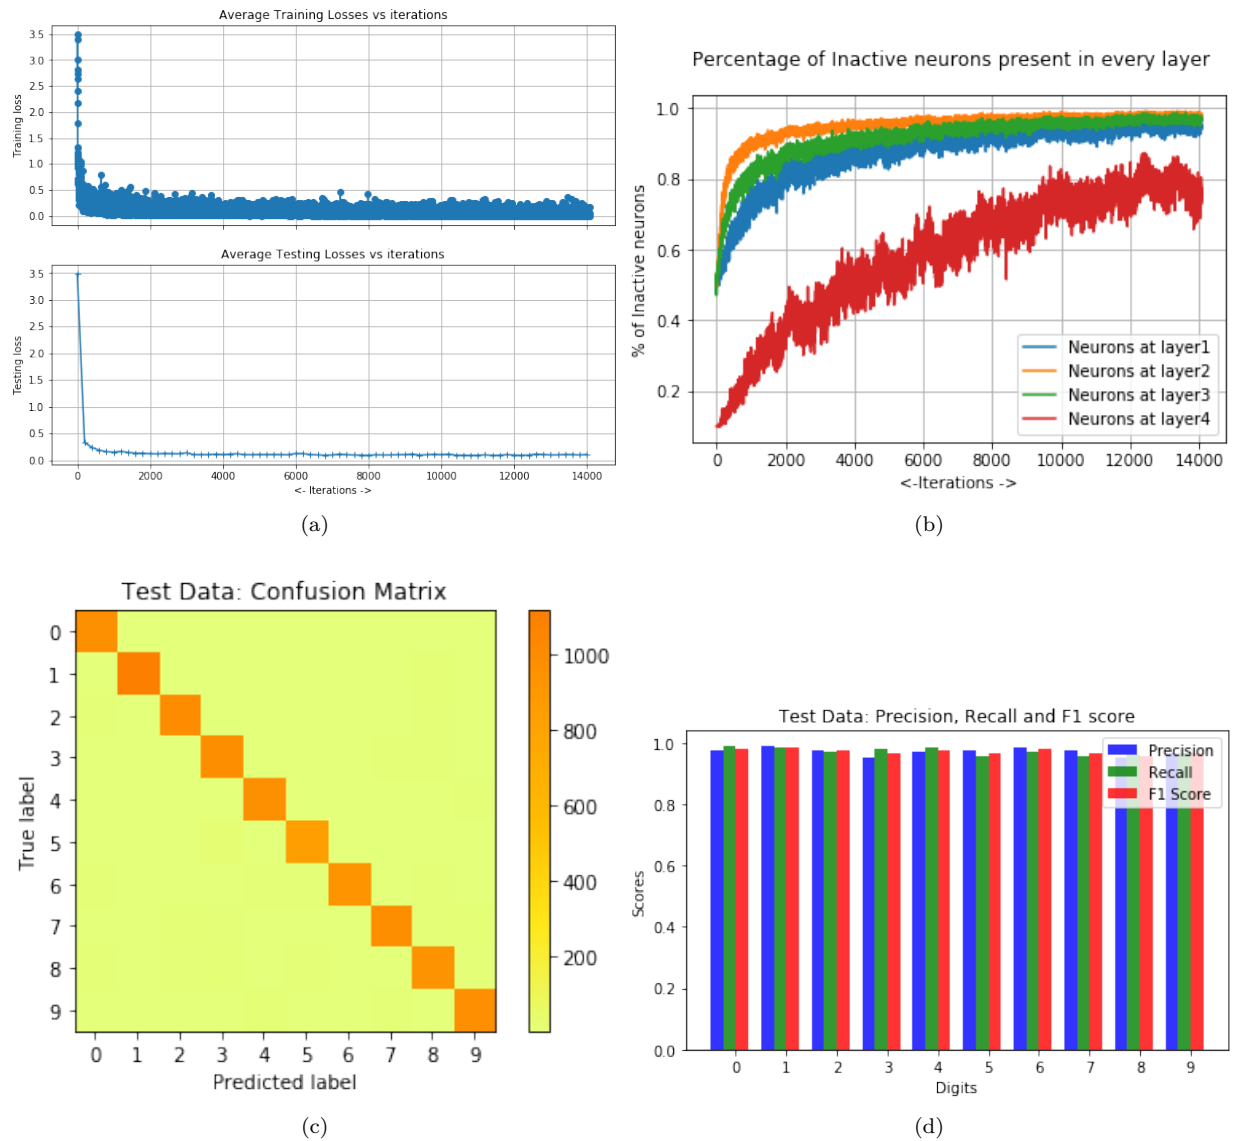 Average Training Losses vs iterations
3.5
3.0
2.5
2.0
1.5
1.0
0.5
0.0
Training loss
Average Testing Losses vs iterations
3.5
3.0
2.5
2.0
1.5
1.0
0.5
0.0
Testing loss
0 2000 4000 6000 8000 10000 12000 14000
<- Iterations ->
(a)
Percentage of Inactive neurons present in every layer
1.0
0.8
0.6
0.4
0.2
% of Inactive neurons
Neurons at layer1
Neurons at layer2
Neurons at layer3
Neurons at layer4
0 2000 4000 6000 8000 10000 12000 14000
<-Iterations ->
(b)
Test Data: Confusion Matrix
0
1
2
3
4
5
6
7
8
9
True label
0 1 2 3 4 5 6 7 8 9
Predicted label
1000
800
600
400
200
(c)
Test Data: Precision, Recall and F1 score
1.0
0.8
0.6
0.4
0.2
0.0
Scores
Precision
Recall
F1 Score
0 1 2 3 4 5 6 7 8 9
Digits
(d)